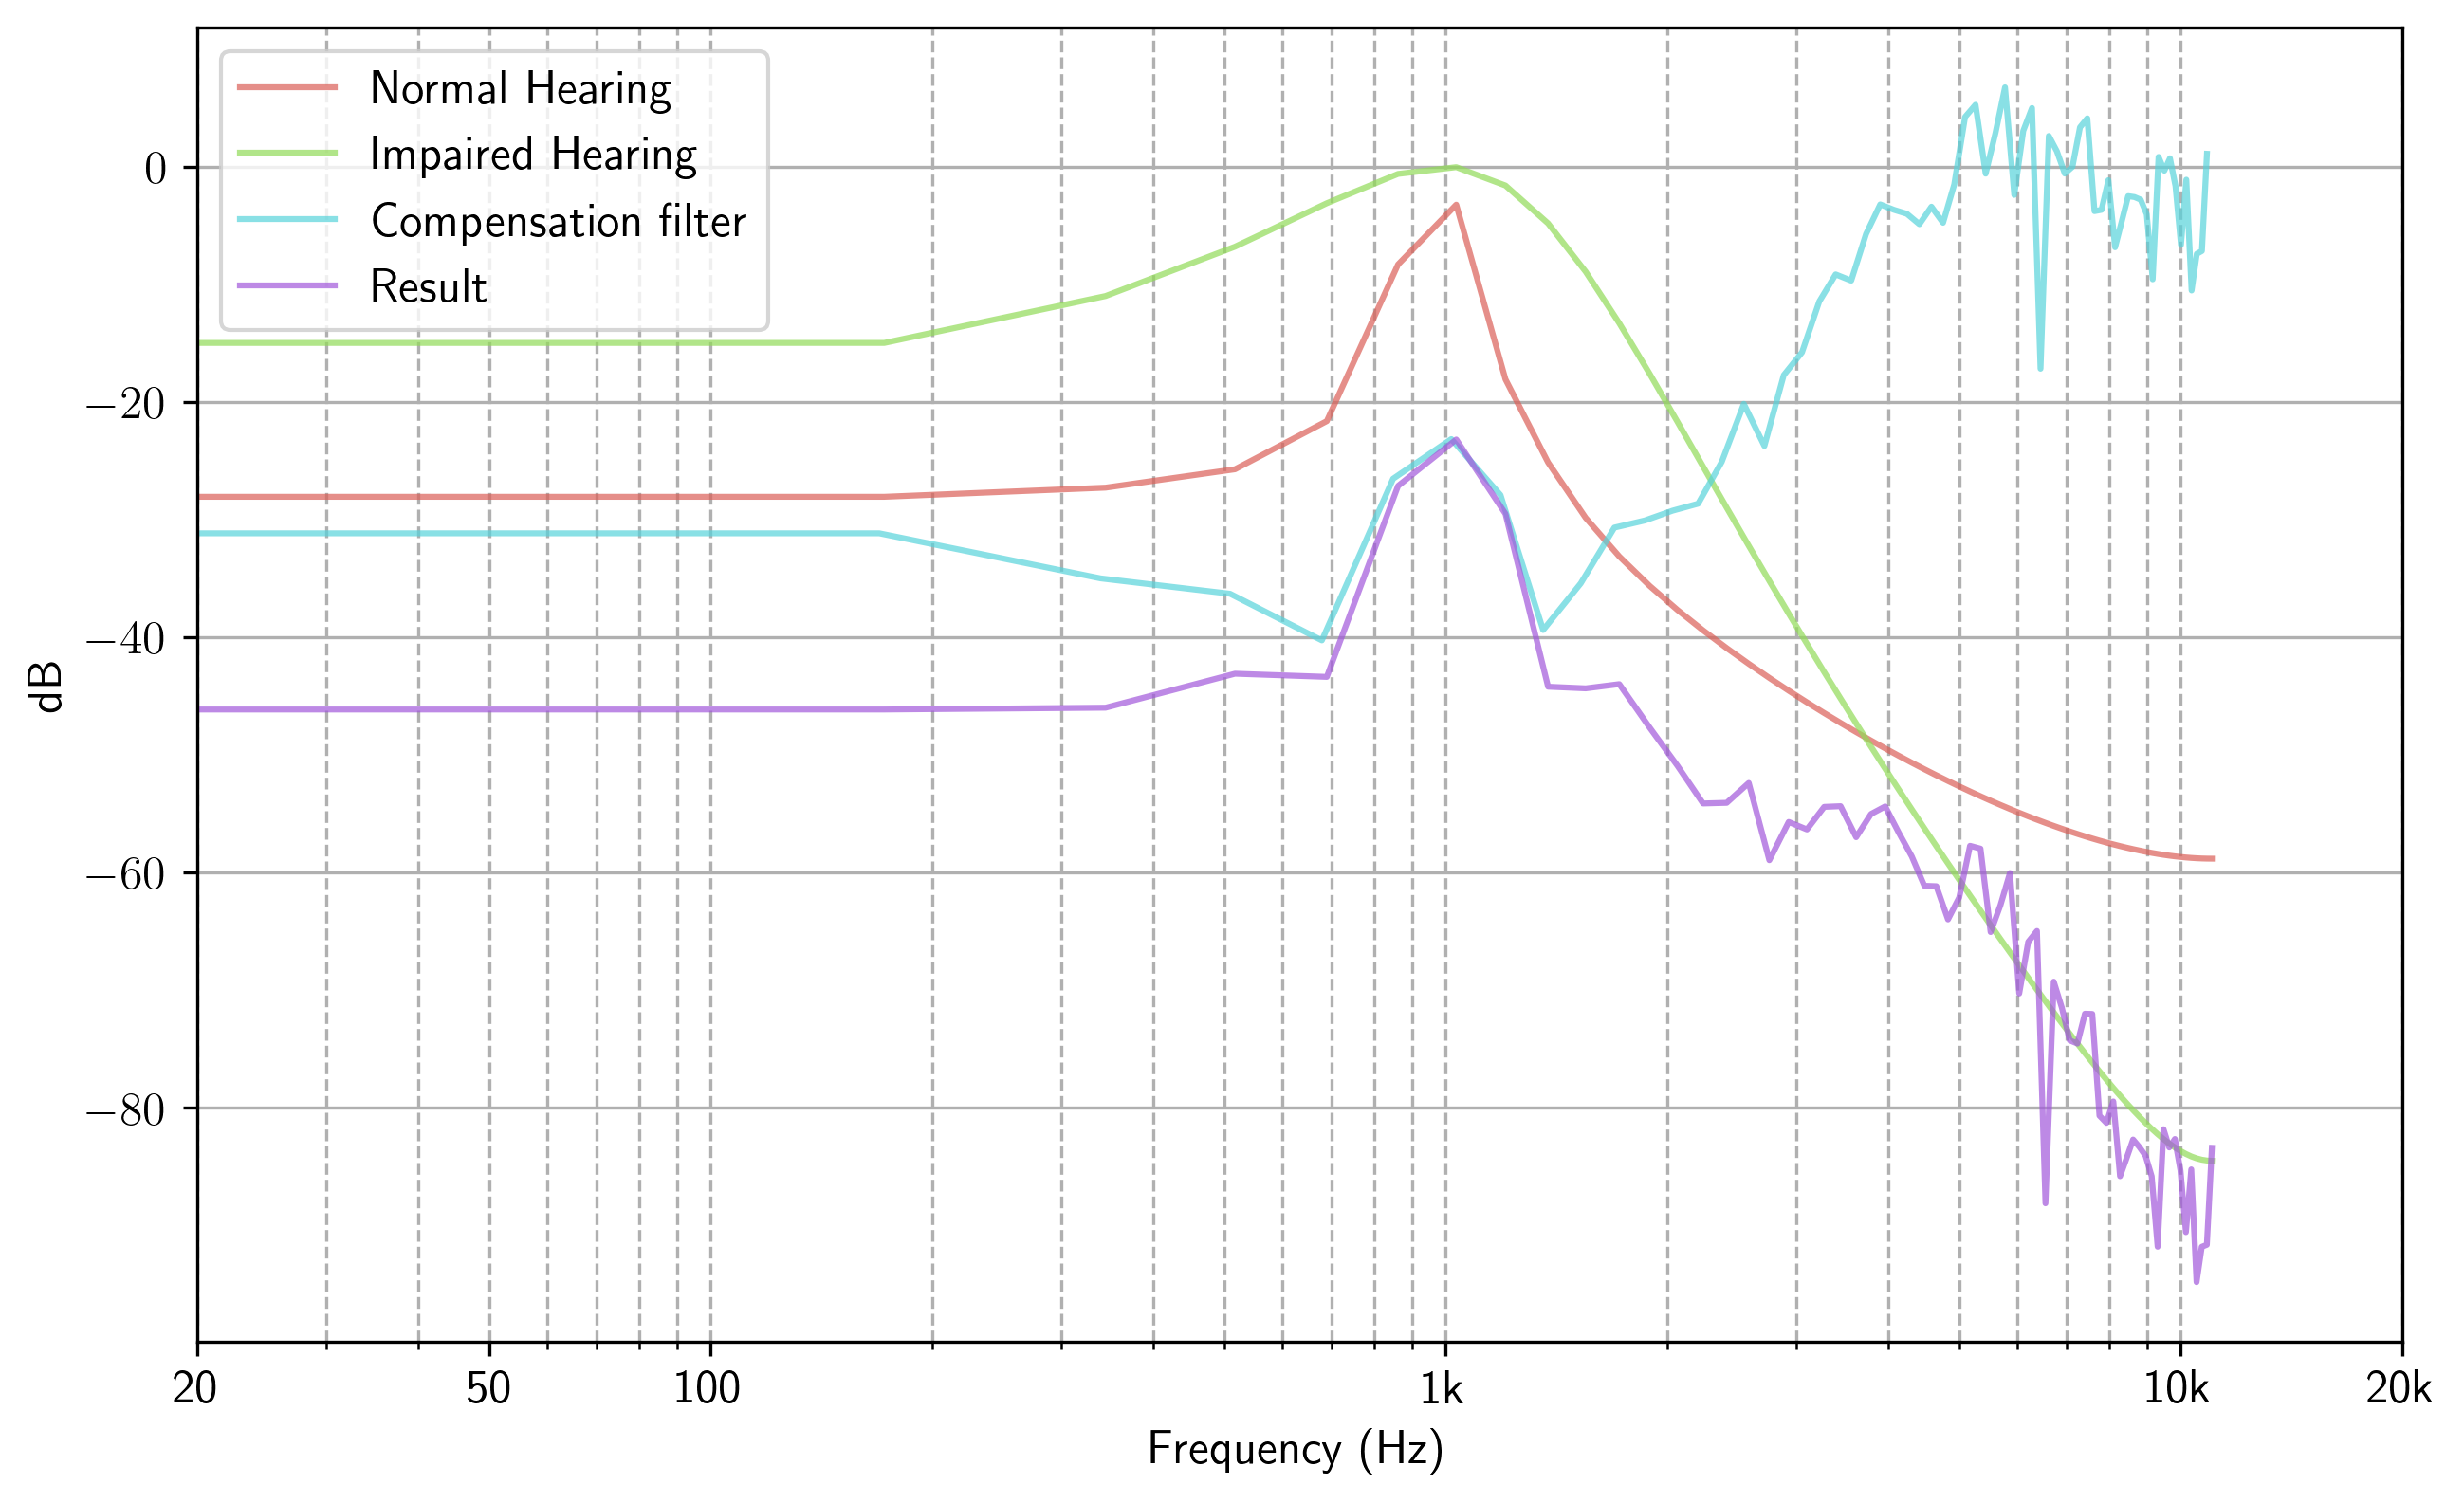 Normal Hearing
Impaired Hearing
Compensation filter
Result
0
−20
−40
−60
−80
dB
20 50 100 1k 10k 20k
Frequency (Hz)